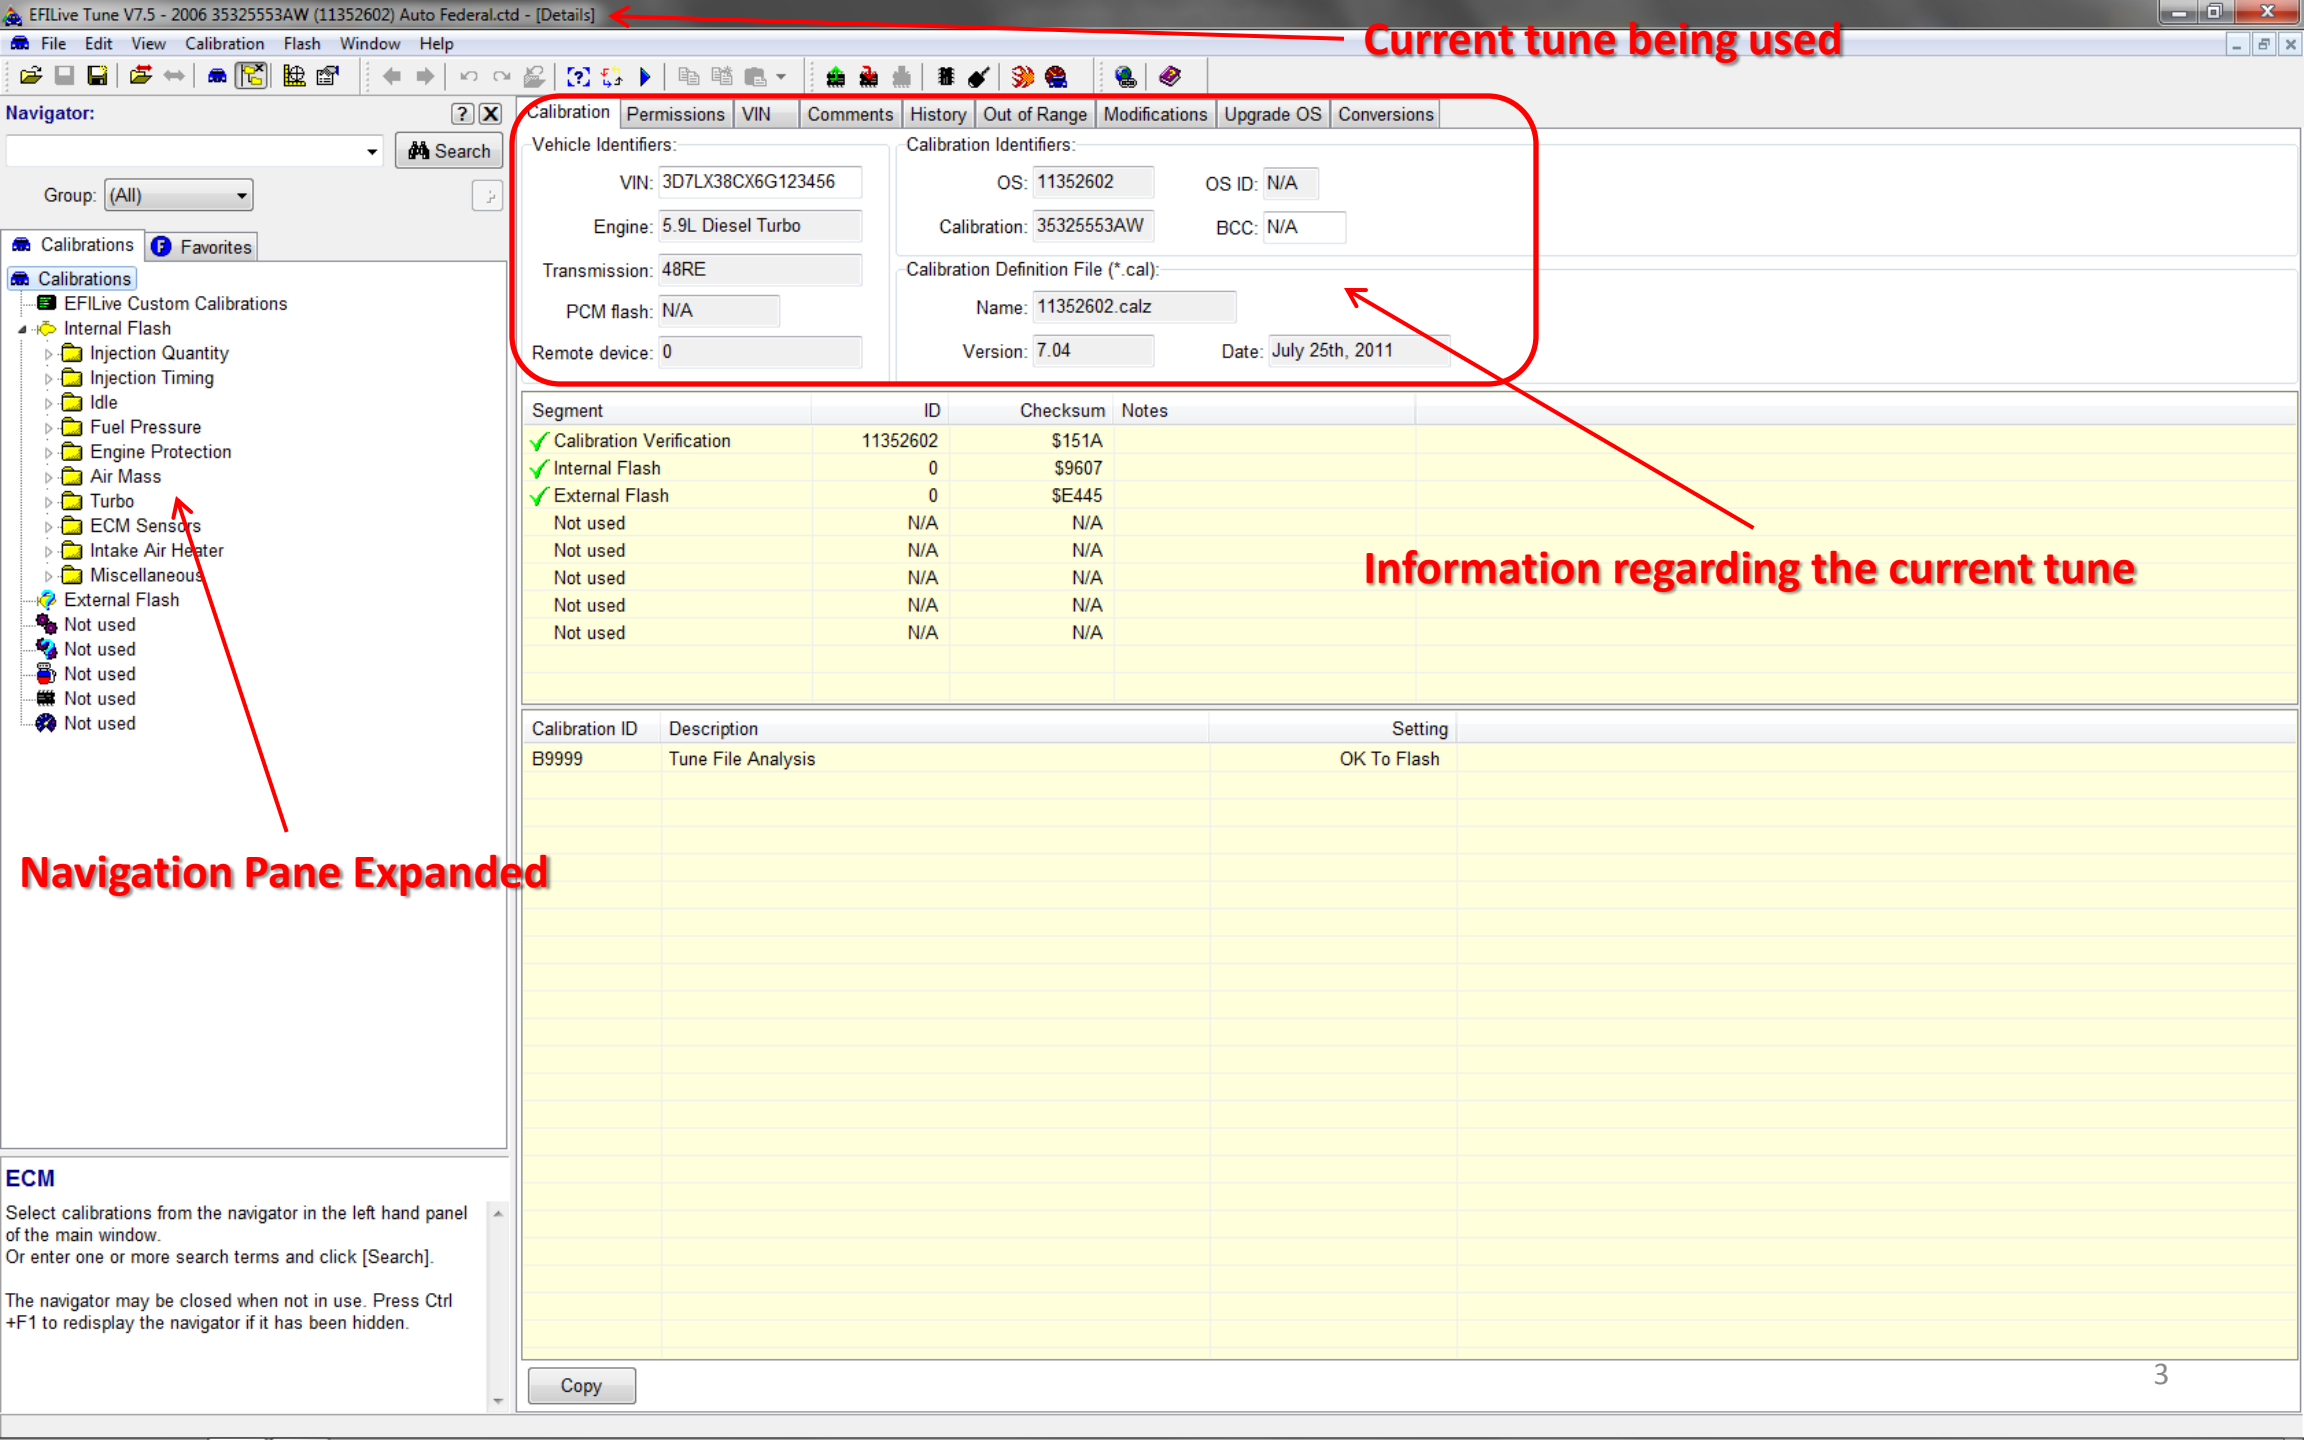 EFILive Tune V7.5 - 2006 35325553AW (11352602) Auto Federal.ctd - [Details]
Current tune being used
File Edit View Calibration Flash Window Help
Navigator:
Search
Group: (All)
Calibrations Favorites
Calibrations
EFILive Custom Calibrations
Internal Flash
Injection Quantity
Injection Timing
Idle
Fuel Pressure
Engine Protection
Air Mass
Turbo
ECM Sensors
Intake Air Heater
Miscellaneous
External Flash
Not used
Not used
Not used
Not used
Not used
Navigation Pane Expanded
ECM
Select calibrations from the navigator in the left hand panel
of the main window.
Or enter one or more search terms and click [Search].
The navigator may be closed when not in use. Press Ctrl
+F1 to redisplay the navigator if it has been hidden.
Calibration Permissions VIN Comments History Out of Range Modifications Upgrade OS Conversions
Vehicle Identifiers:
VIN: 3D7LX38CX6G123456
Engine: 5.9L Diesel Turbo
Transmission: 48RE
PCM flash: N/A
Remote device: 0
Calibration Identifiers:
OS: 11352602 OS ID: N/A
Calibration: 35325553AW BCC: N/A
Calibration Definition File (*.cal):
Name: 11352602.calz
Version: 7.04 Date: July 25th, 2011
Segment ID Checksum Notes
Calibration Verification 11352602 $151A
Internal Flash 0 $9607
External Flash 0 $E445
Not used N/A N/A
Not used N/A N/A
Not used N/A N/A
Not used N/A N/A
Not used N/A N/A
Information regarding the current tune
Calibration ID Description Setting
B9999 Tune File Analysis OK To Flash
Copy
3